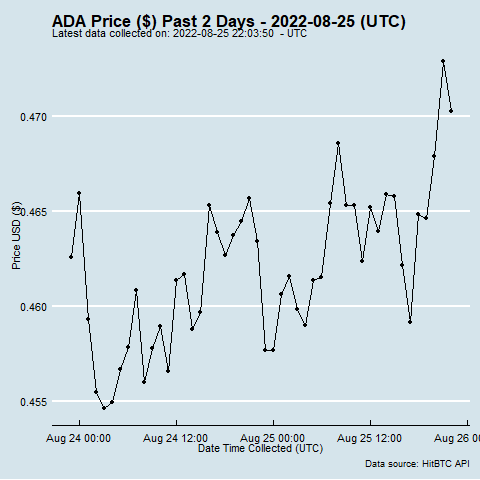 ADA Price ($) Past 2 Days - 2022-08-25 (UTC)
Latest data collected on: 2022-08-25 22:03:50  - UTC
Price USD ($)
0.470
0.465
0.460
0.455
Aug 24 00:00 Aug 24 12:00 Aug 25 00:00 Aug 25 12:00 Aug 26 00
Date Time Collected (UTC)
Data source: HitBTC API